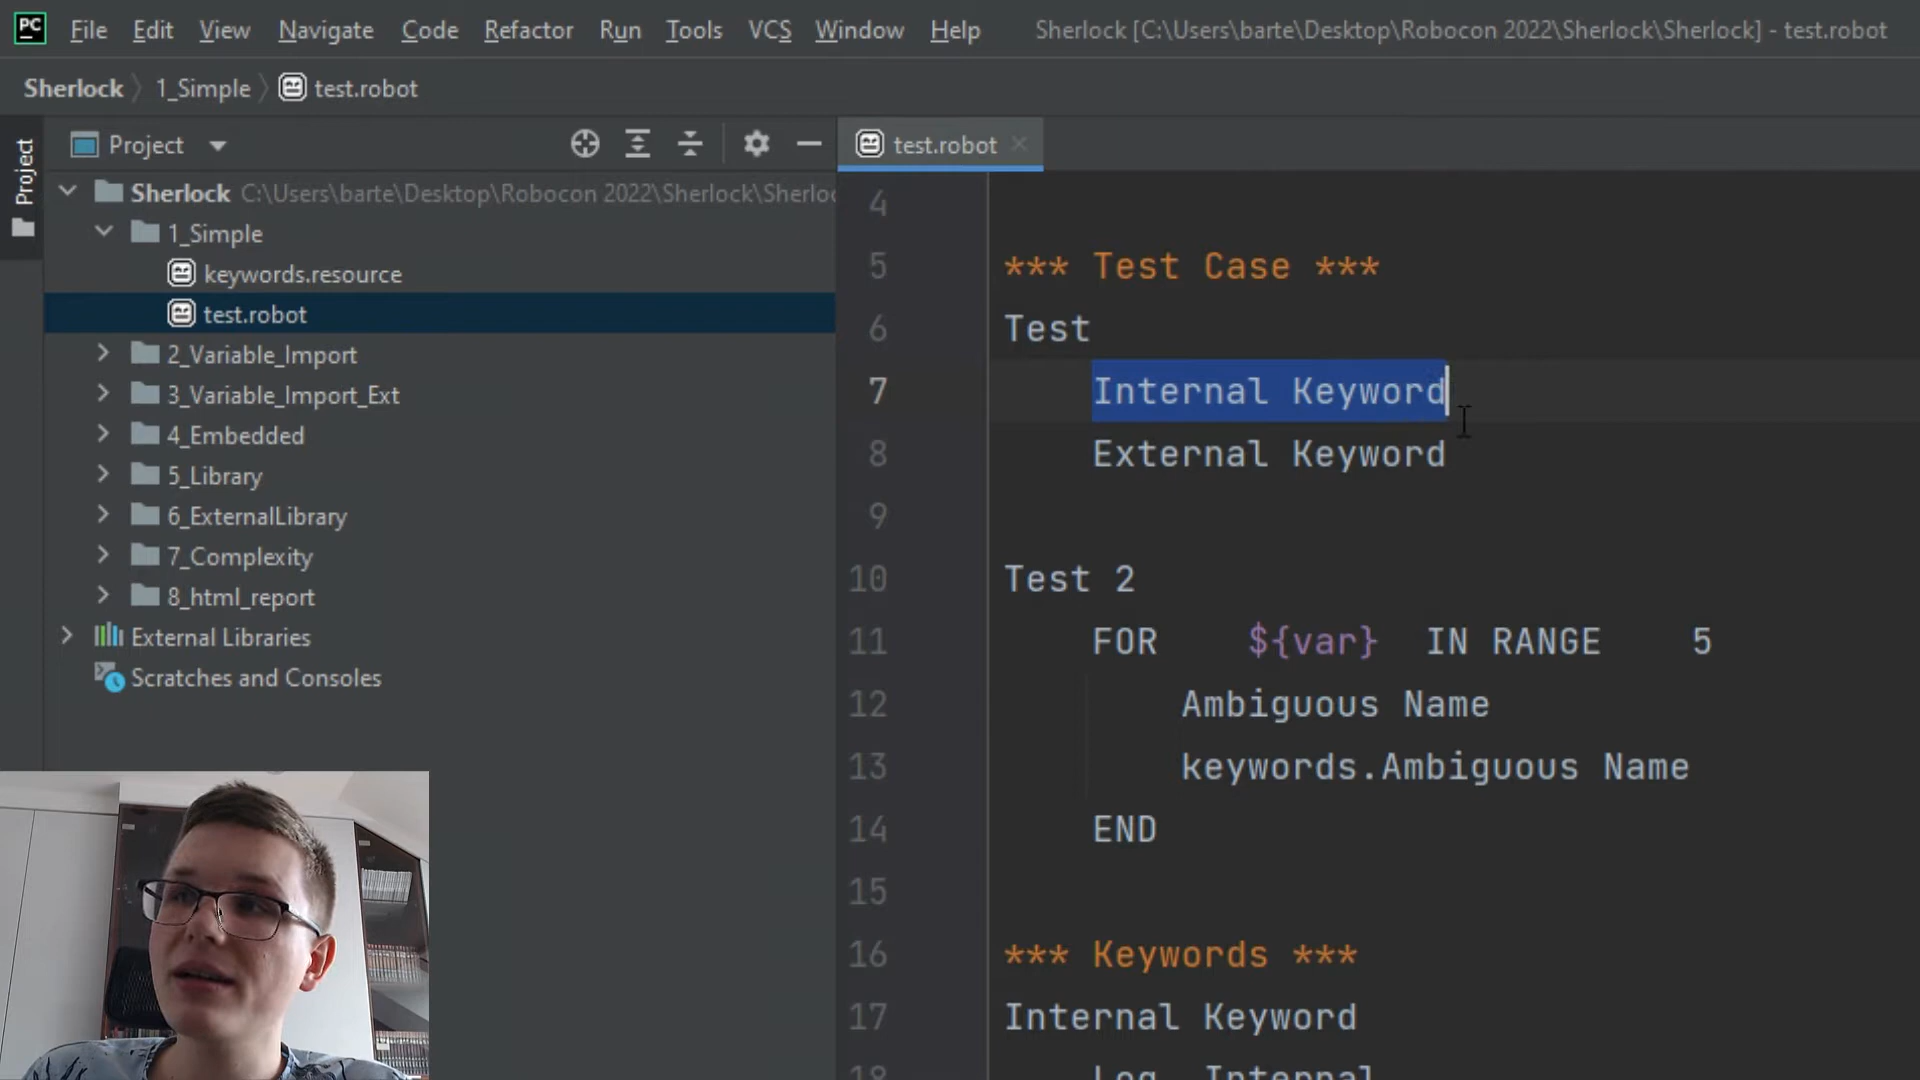 PC File Edit View Navigate Code Refactor Run Tools VCS Window Help Sherlock [C:\Users\barte\Desktop\Robocon 2022\Sherlock\Sherlock] - test.robot
Sherlock 1_Simple test.robot
Project
Project
test.robot
Sherlock C:\Users\barte\Desktop\Robocon 2022\Sherlock\Sherloc
1_Simple
keywords.resource
test.robot
2_Variable_Import
3_Variable_Import_Ext
4_Embedded
5_Library
6_ExternalLibrary
7_Complexity
8_html_report
External Libraries
Scratches and Consoles
4
5 *** Test Case ***
6 Test
7 Internal Keyword
8 External Keyword
9
10 Test 2
11 FOR ${var} IN RANGE 5
12 Ambiguous Name
13 keywords.Ambiguous Name
14 END
15
16 *** Keywords ***
17 Internal Keyword
18 Log Internal